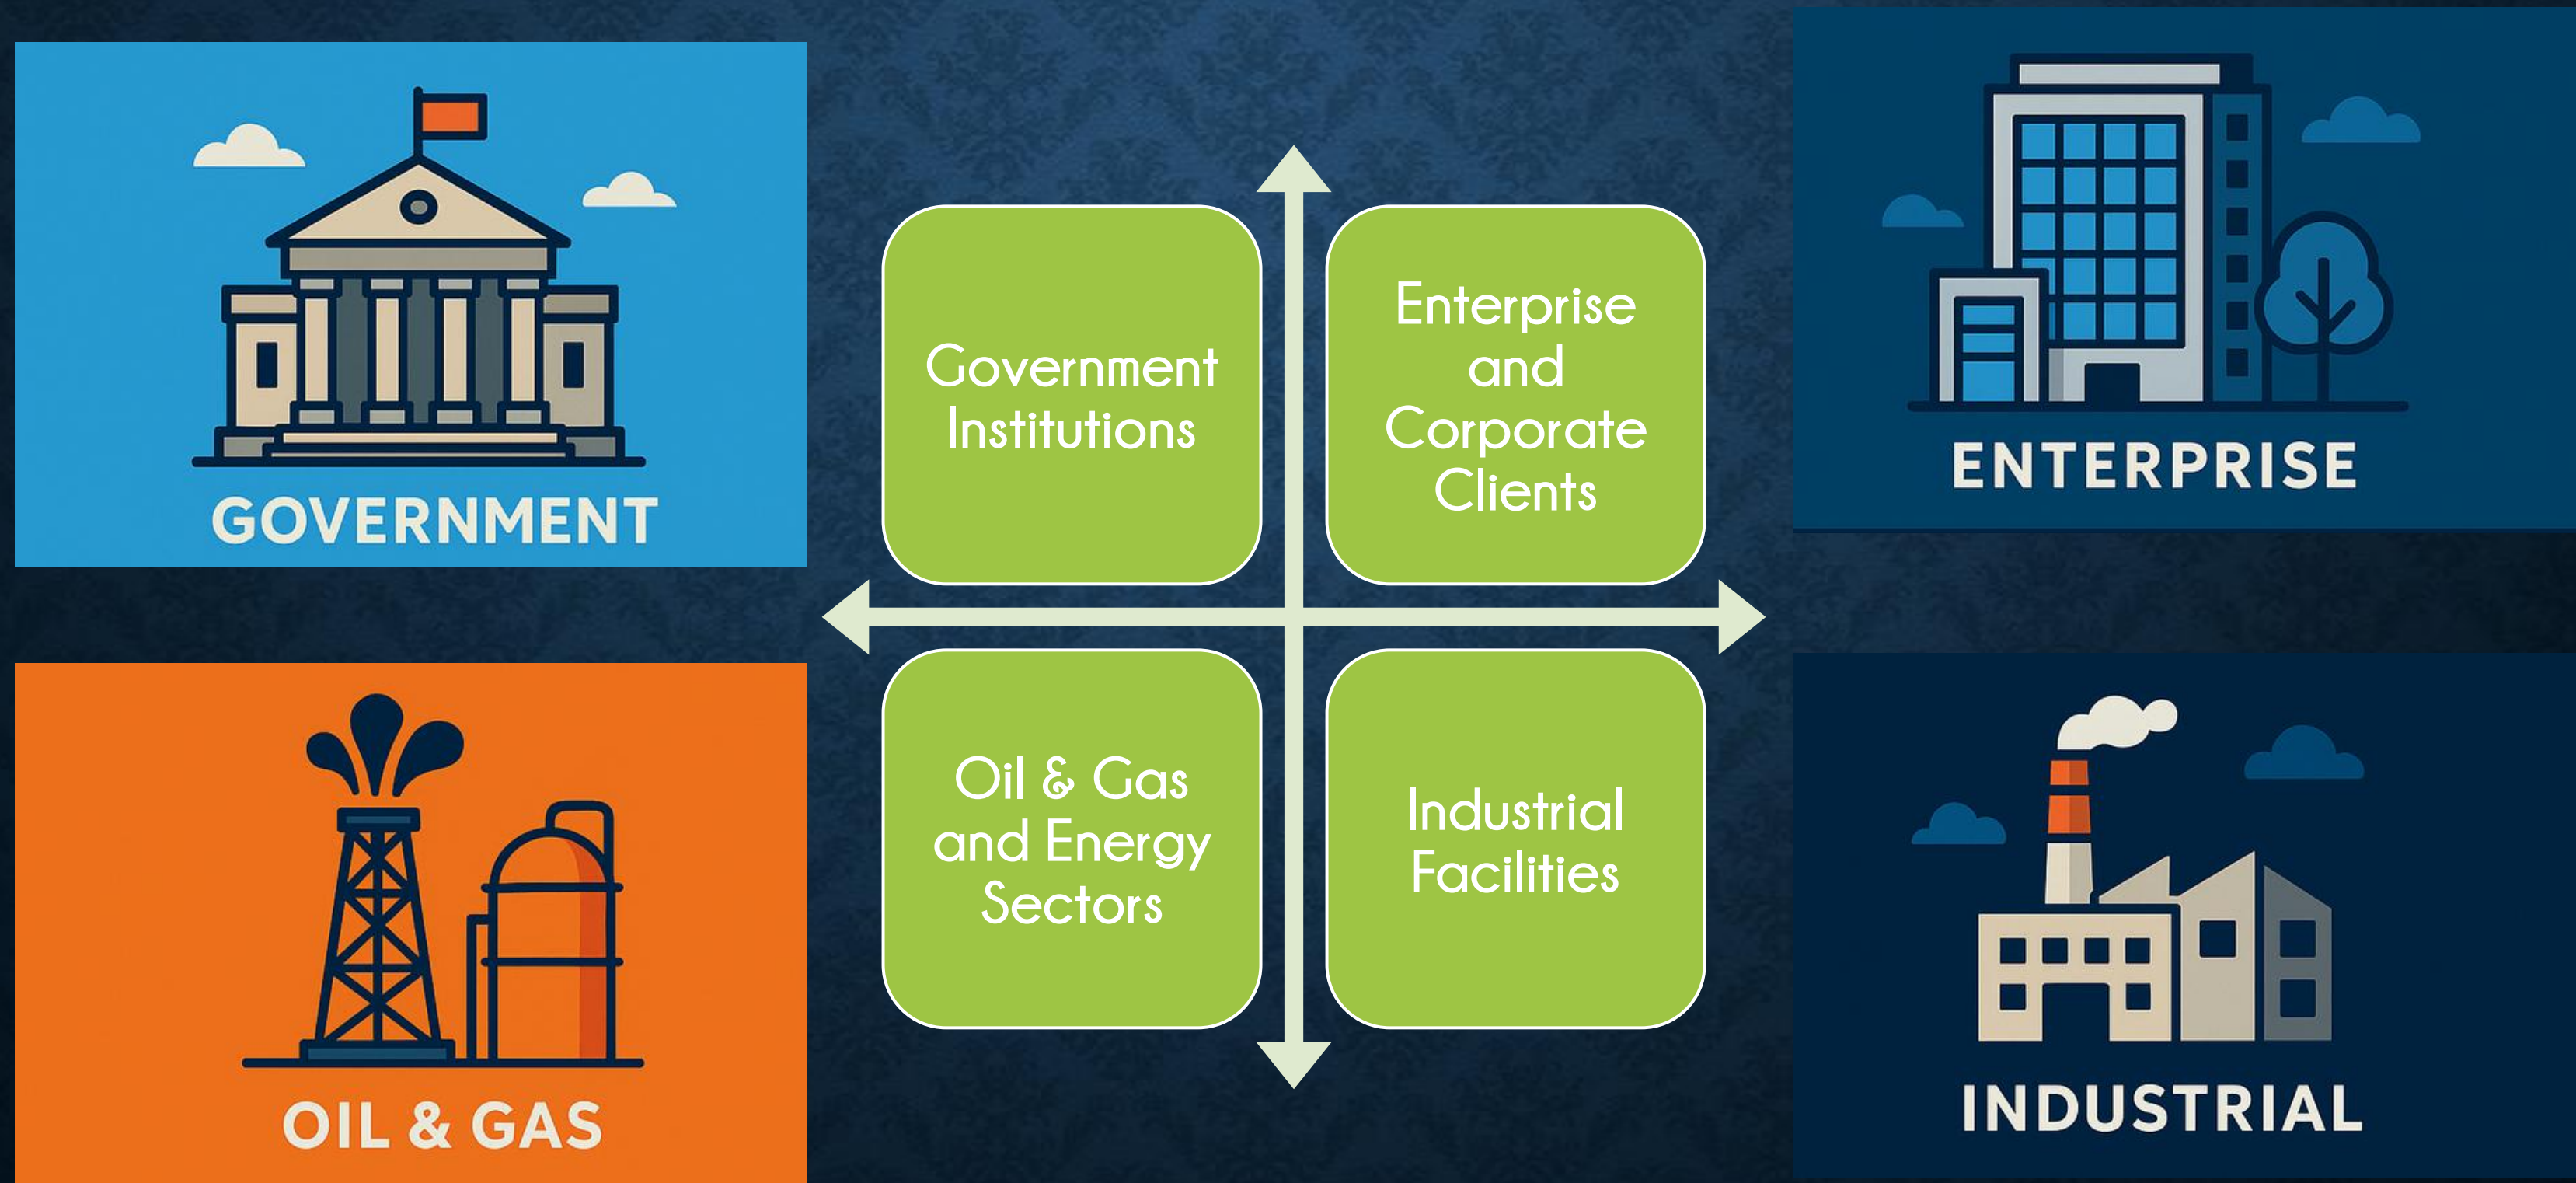 GOVERNMENT
Government
Institutions
Enterprise
and
Corporate
Clients
ENTERPRISE
OIL & GAS
Oil & Gas
and Energy
Sectors
Industrial
Facilities
INDUSTRIAL